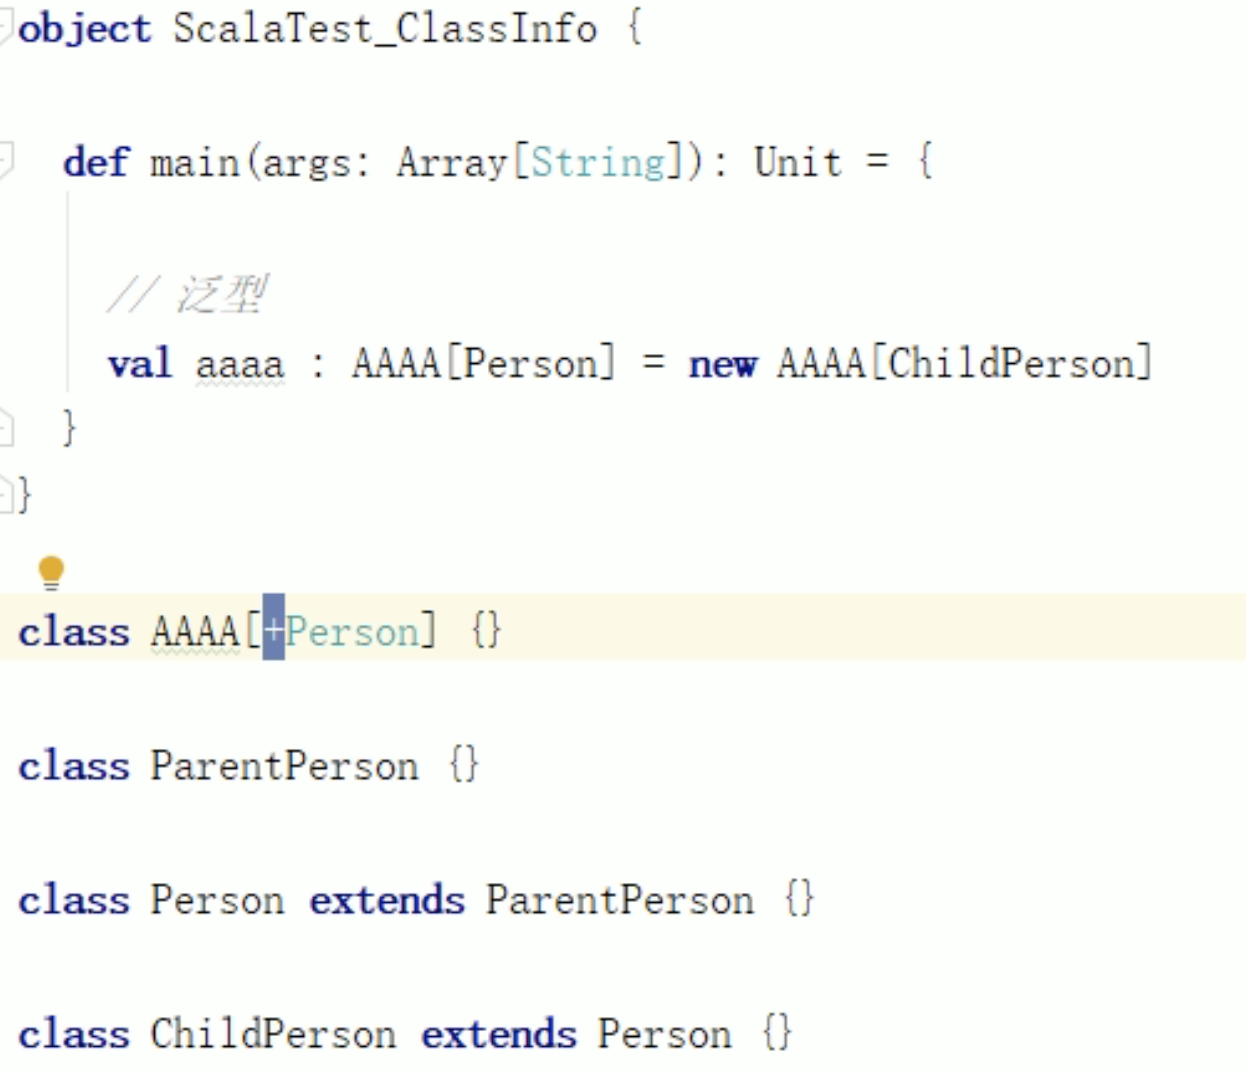 object ScalaTest_ClassInfo {
def main(args: Array[String]): Unit = {
// 泛型
val aaaa : AAAA[Person] = new AAAA[ChildPerson]
}
}
class AAAA[+Person] {}
class ParentPerson {}
class Person extends ParentPerson {}
class ChildPerson extends Person {}